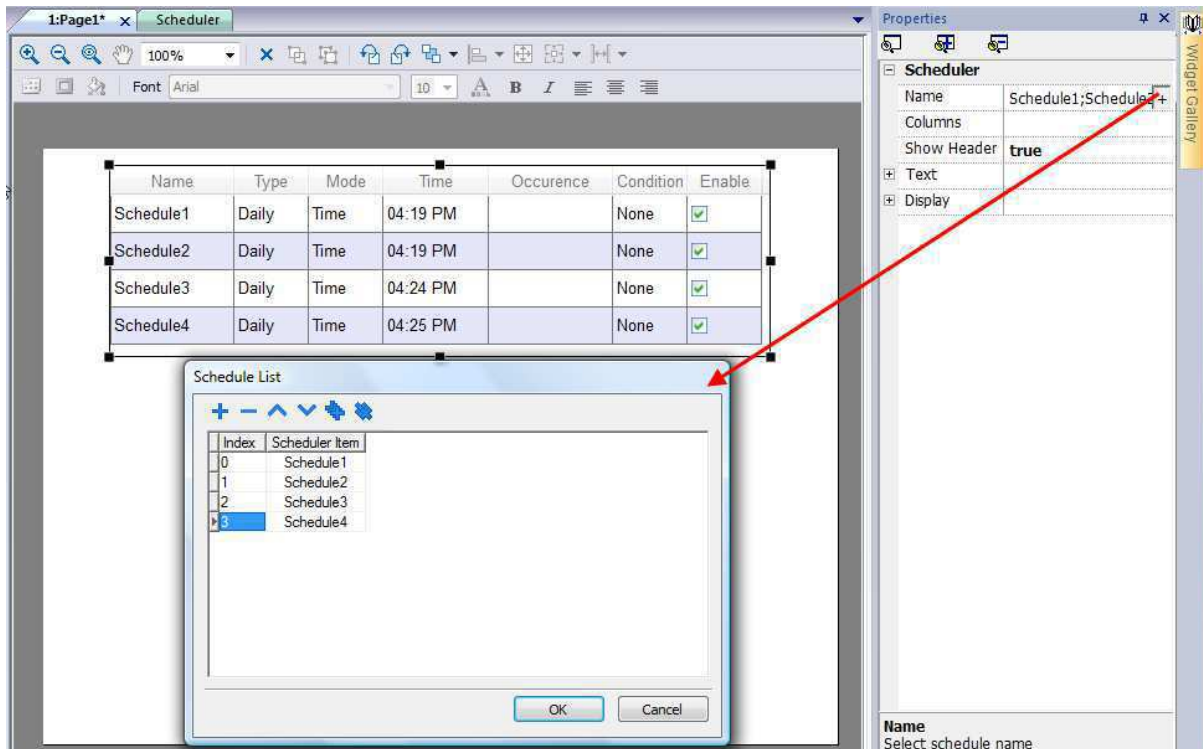 1:Page1* x Scheduler
100%
Font Arial 10 A B I
Name Type Mode Time Occurence Condition Enable
Schedule1 Daily Time 04:19 PM None
Schedule2 Daily Time 04:19 PM None
Schedule3 Daily Time 04:24 PM None
Schedule4 Daily Time 04:25 PM None
Schedule List
Index Scheduler Item
0 Schedule1
1 Schedule2
2 Schedule3
3 Schedule4
OK Cancel
Properties
Scheduler
Name Schedule1;Schedule2 +
Columns
Show Header true
Text
Display
Name
Select schedule name
Widget Gallery